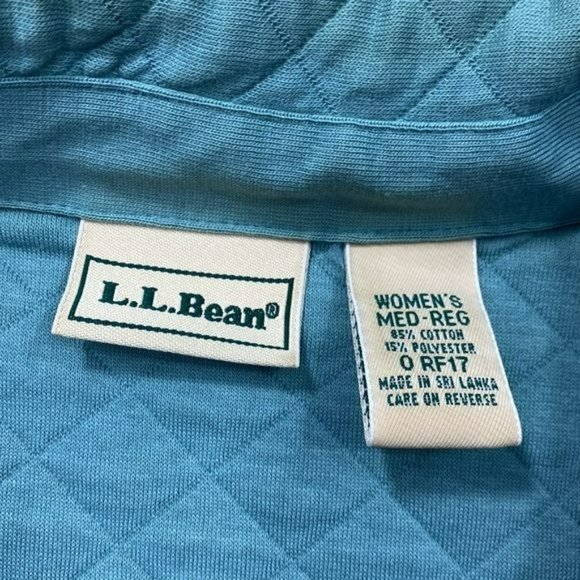 L.L.Bean®
WOMEN'S
MED-REG
85% COTTON
15% POLYESTER
0 RF17
MADE IN SRI LANKA
CARE ON REVERSE